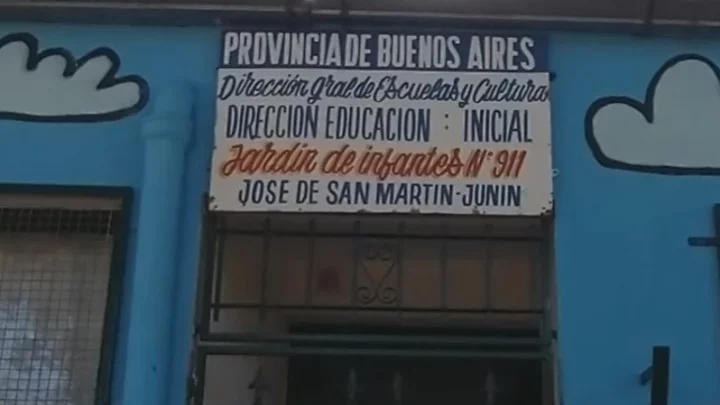 PROVINCIA DE BUENOS AIRES
Dirección gral de Escuelas y Cultura
DIRECCION EDUCACION : INICIAL
Jardín de infantes Nº 911
JOSE DE SAN MARTIN-JUNIN